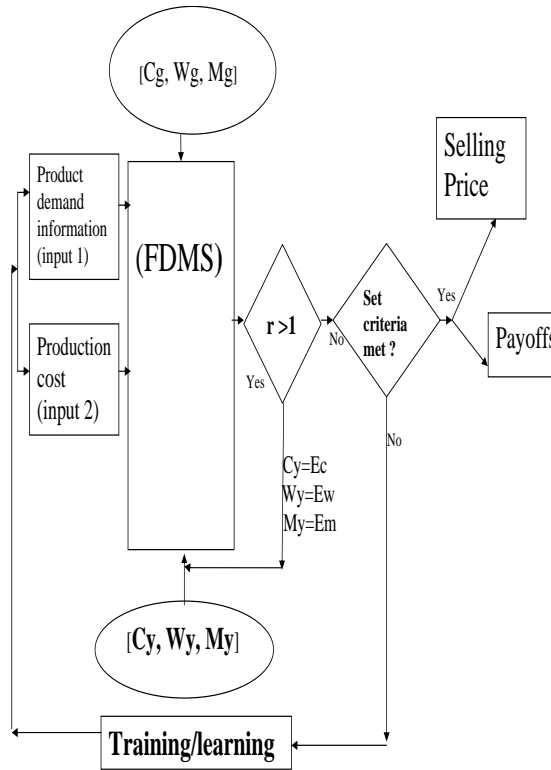 [Cg, Wg, Mg]
Selling
Price
Product
demand
information
(input 1)
(FDMS)
r >1
Set
criteria
met ?
Yes
No
Payoffs
Production
cost
(input 2)
Yes
No
Cy=Ec
Wy=Ew
My=Em
[Cy, Wy, My]
Training/learning